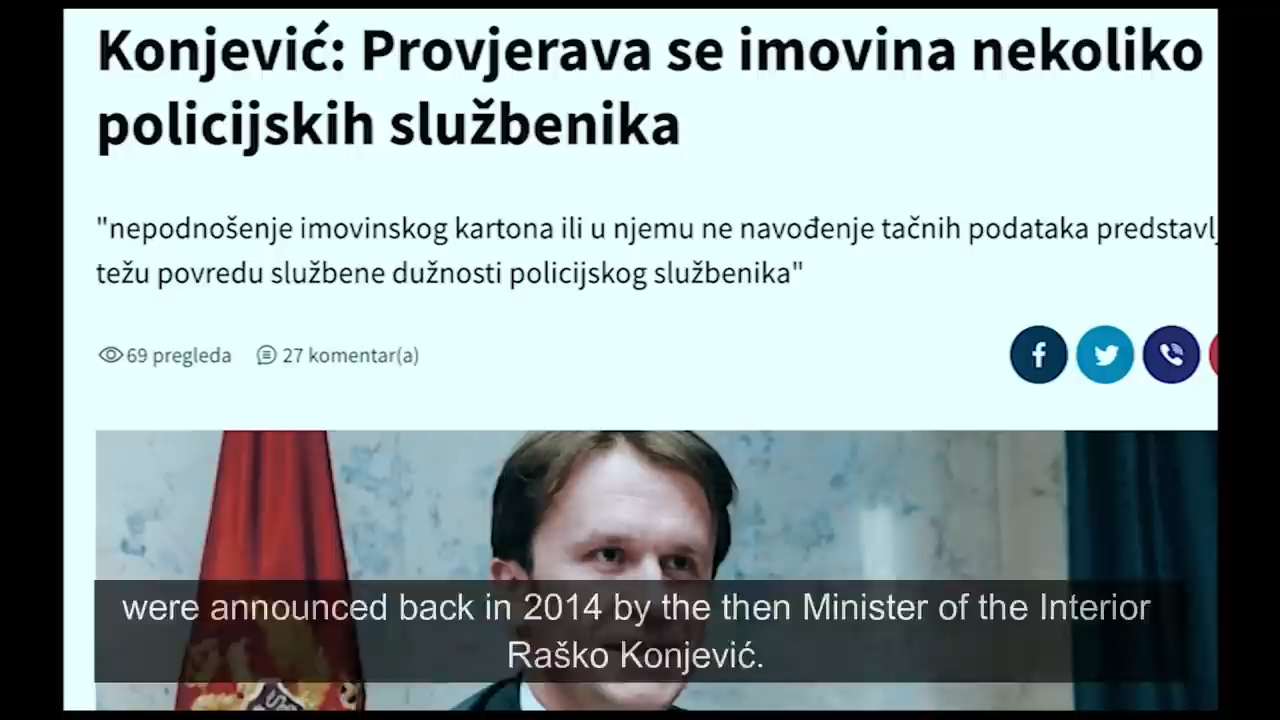 Konjević: Provjerava se imovina nekoliko
policijskih službenika
"nepodnošenje imovinskog kartona ili u njemu ne navođenje tačnih podataka predstavlj
težu povredu službene dužnosti policijskog službenika"
69 pregleda 27 komentar(a)
were announced back in 2014 by the then Minister of the Interior
Raško Konjević.